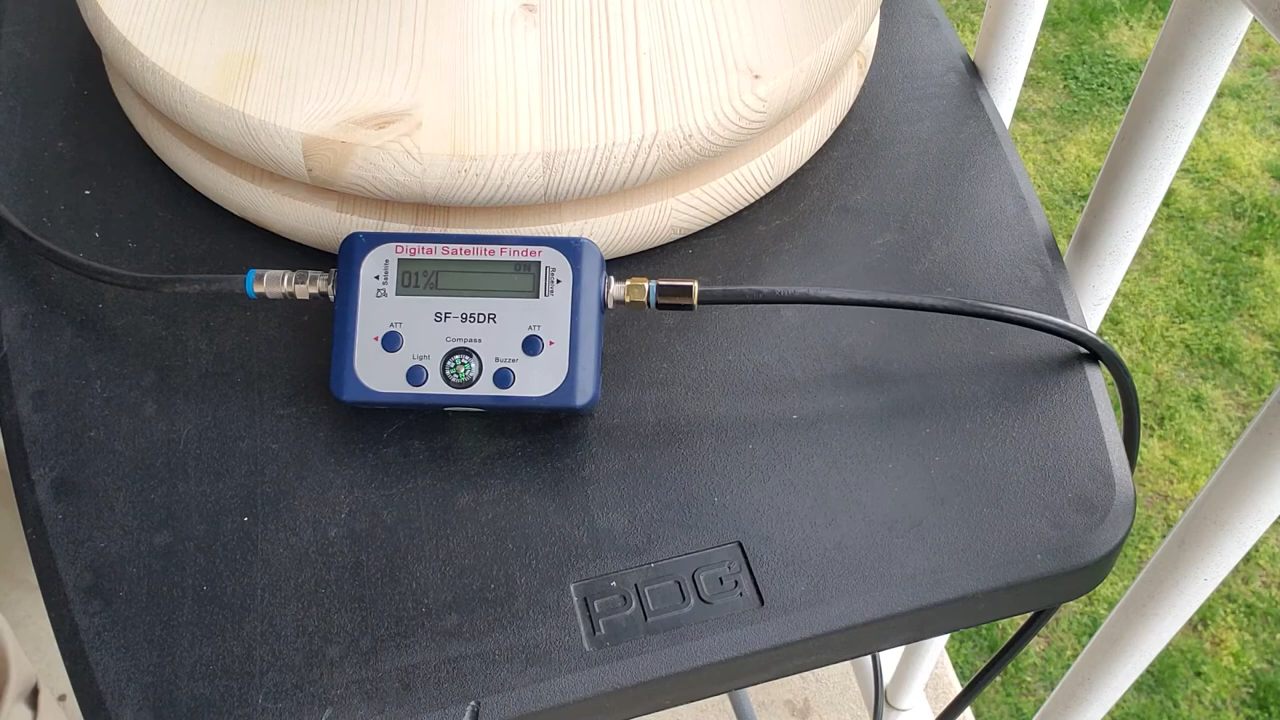 Digital Satellite Finder
Satellite
ON
01%
Receiver
SF-95DR
ATT
ATT
Compass
Light
Buzzer
PDG